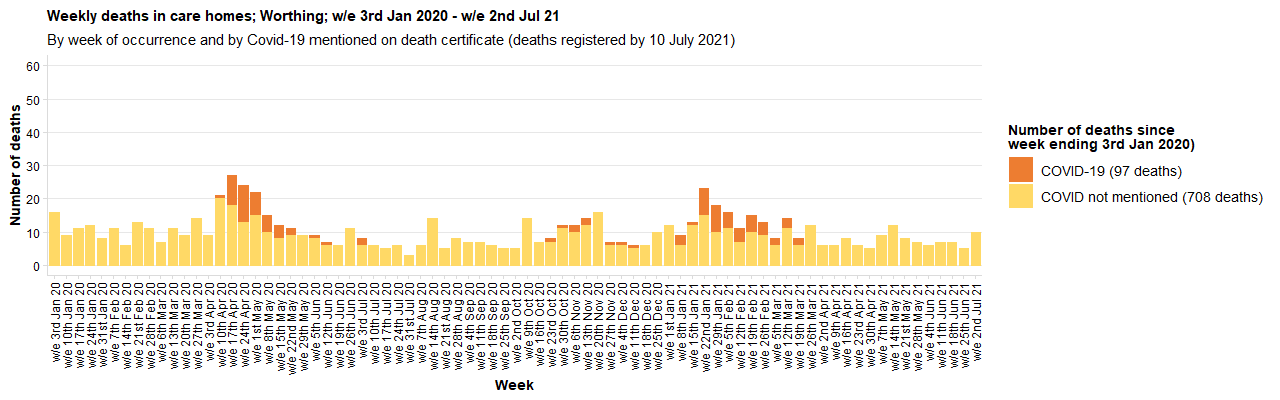 Weekly deaths in care homes; Worthing; w/e 3rd Jan 2020 - w/e 2nd Jul 21
By week of occurrence and by Covid-19 mentioned on death certificate (deaths registered by 10 July 2021)
Number of deaths
60
50
40
30
20
10
0
w/e 3rd Jan 20
w/e 10th Jan 20
w/e 17th Jan 20
w/e 24th Jan 20
w/e 31st Jan 20
w/e 7th Feb 20
w/e 14th Feb 20
w/e 21st Feb 20
w/e 28th Feb 20
w/e 6th Mar 20
w/e 13th Mar 20
w/e 20th Mar 20
w/e 27th Mar 20
w/e 3rd Apr 20
w/e 10th Apr 20
w/e 17th Apr 20
w/e 24th Apr 20
w/e 1st May 20
w/e 8th May 20
w/e 15th May 20
w/e 22nd May 20
w/e 29th May 20
w/e 5th Jun 20
w/e 12th Jun 20
w/e 19th Jun 20
w/e 26th Jun 20
w/e 3rd Jul 20
w/e 10th Jul 20
w/e 17th Jul 20
w/e 24th Jul 20
w/e 31st Jul 20
w/e 7th Aug 20
w/e 14th Aug 20
w/e 21st Aug 20
w/e 28th Aug 20
w/e 4th Sep 20
w/e 11th Sep 20
w/e 18th Sep 20
w/e 25th Sep 20
w/e 2nd Oct 20
w/e 9th Oct 20
w/e 16th Oct 20
w/e 23rd Oct 20
w/e 30th Oct 20
w/e 6th Nov 20
w/e 13th Nov 20
w/e 20th Nov 20
w/e 27th Nov 20
w/e 4th Dec 20
w/e 11th Dec 20
w/e 18th Dec 20
w/e 25th Dec 20
w/e 1st Jan 21
w/e 8th Jan 21
w/e 15th Jan 21
w/e 22nd Jan 21
w/e 29th Jan 21
w/e 5th Feb 21
w/e 12th Feb 21
w/e 19th Feb 21
w/e 26th Feb 21
w/e 5th Mar 21
w/e 12th Mar 21
w/e 19th Mar 21
w/e 26th Mar 21
w/e 2nd Apr 21
w/e 9th Apr 21
w/e 16th Apr 21
w/e 23rd Apr 21
w/e 30th Apr 21
w/e 7th May 21
w/e 14th May 21
w/e 21st May 21
w/e 28th May 21
w/e 4th Jun 21
w/e 11th Jun 21
w/e 18th Jun 21
w/e 25th Jun 21
w/e 2nd Jul 21
Week
Number of deaths since
week ending 3rd Jan 2020)
COVID-19 (97 deaths)
COVID not mentioned (708 deaths)